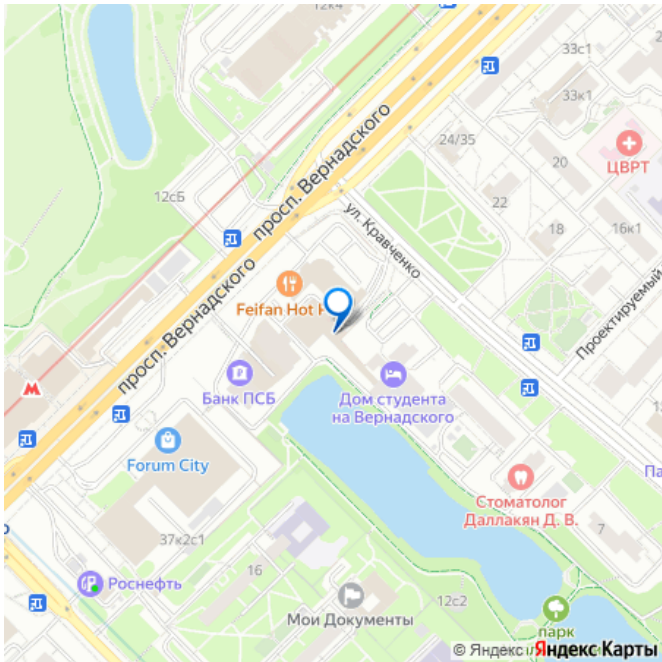 12к4
33с1
33к1
24/35
20
ЦВРТ
22
12сБ
просп. Вернадского
ул. Кравченко
18
16к1
просп. Вернадского
Feifan Hot
Проектируемый
М
Банк ПСБ
Дом студента
на Вернадского
Forum City
Стоматолог
Даллакян Д. В.
Па
7
37к2с1
16
Роснефть
Мои Документы
12с2
парк
© Яндекс
Яндекс Карты